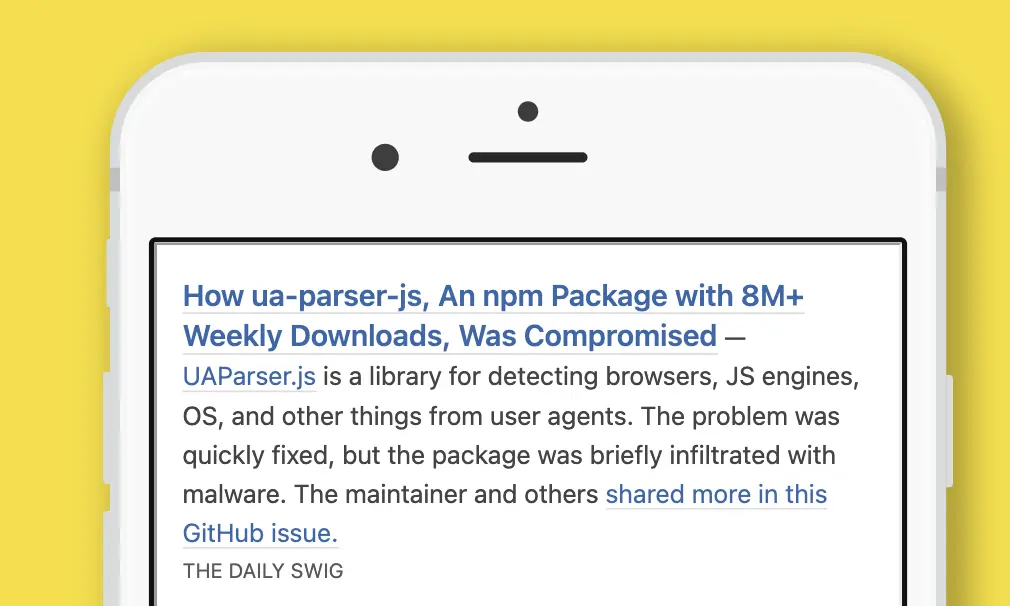 How ua-parser-js, An npm Package with 8M+
Weekly Downloads, Was Compromised —
UAParser.js is a library for detecting browsers, JS engines,
OS, and other things from user agents. The problem was
quickly fixed, but the package was briefly infiltrated with
malware. The maintainer and others shared more in this
GitHub issue.
THE DAILY SWIG